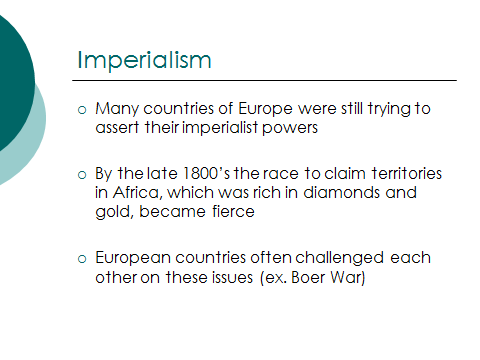 Imperialism
Many countries of Europe were still trying to
assert their imperialist powers
By the late 1800's the race to claim territories
in Africa, which was rich in diamonds and
gold, became fierce
European countries often challenged each
other on these issues (ex. Boer War)